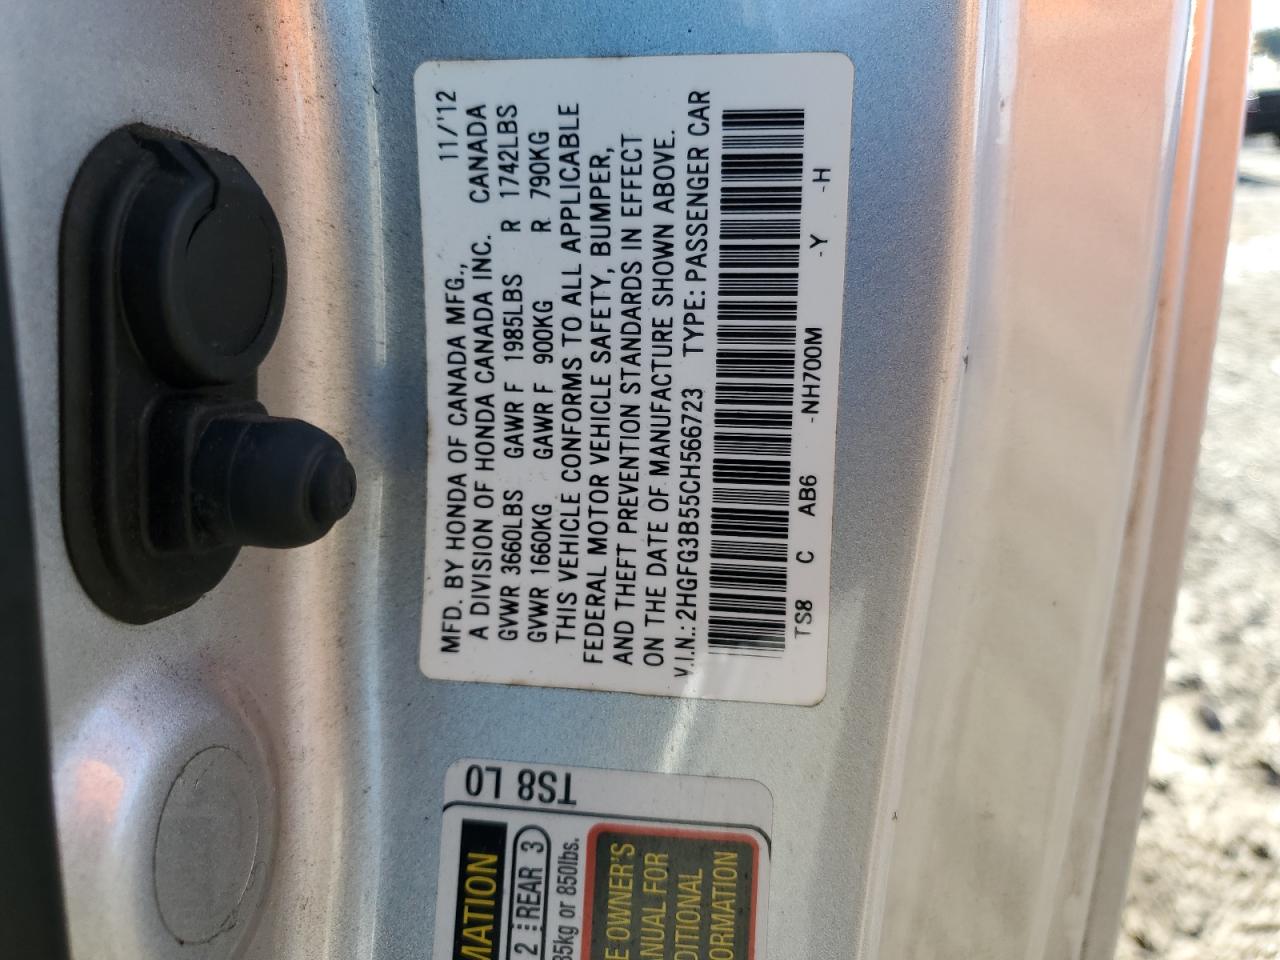 MFD. BY HONDA OF CANADA MFG., 11/'12
A DIVISION OF HONDA CANADA INC. CANADA
GVWR 3660LBS GAWR F 1985LBS R 1742LBS
GVWR 1660KG GAWR F 900KG R 790KG
THIS VEHICLE CONFORMS TO ALL APPLICABLE
FEDERAL MOTOR VEHICLE SAFETY, BUMPER,
AND THEFT PREVENTION STANDARDS IN EFFECT
ON THE DATE OF MANUFACTURE SHOWN ABOVE.
V.I.N.: 2HGFG3B55CH566723 TYPE: PASSENGER CAR
TS8 C AB6 -NH700M -Y -H
TS8 L0
MATION
2 REAR 3
85kg or 850lbs.
E OWNER'S
ANUAL FOR
DITIONAL
ORMATION